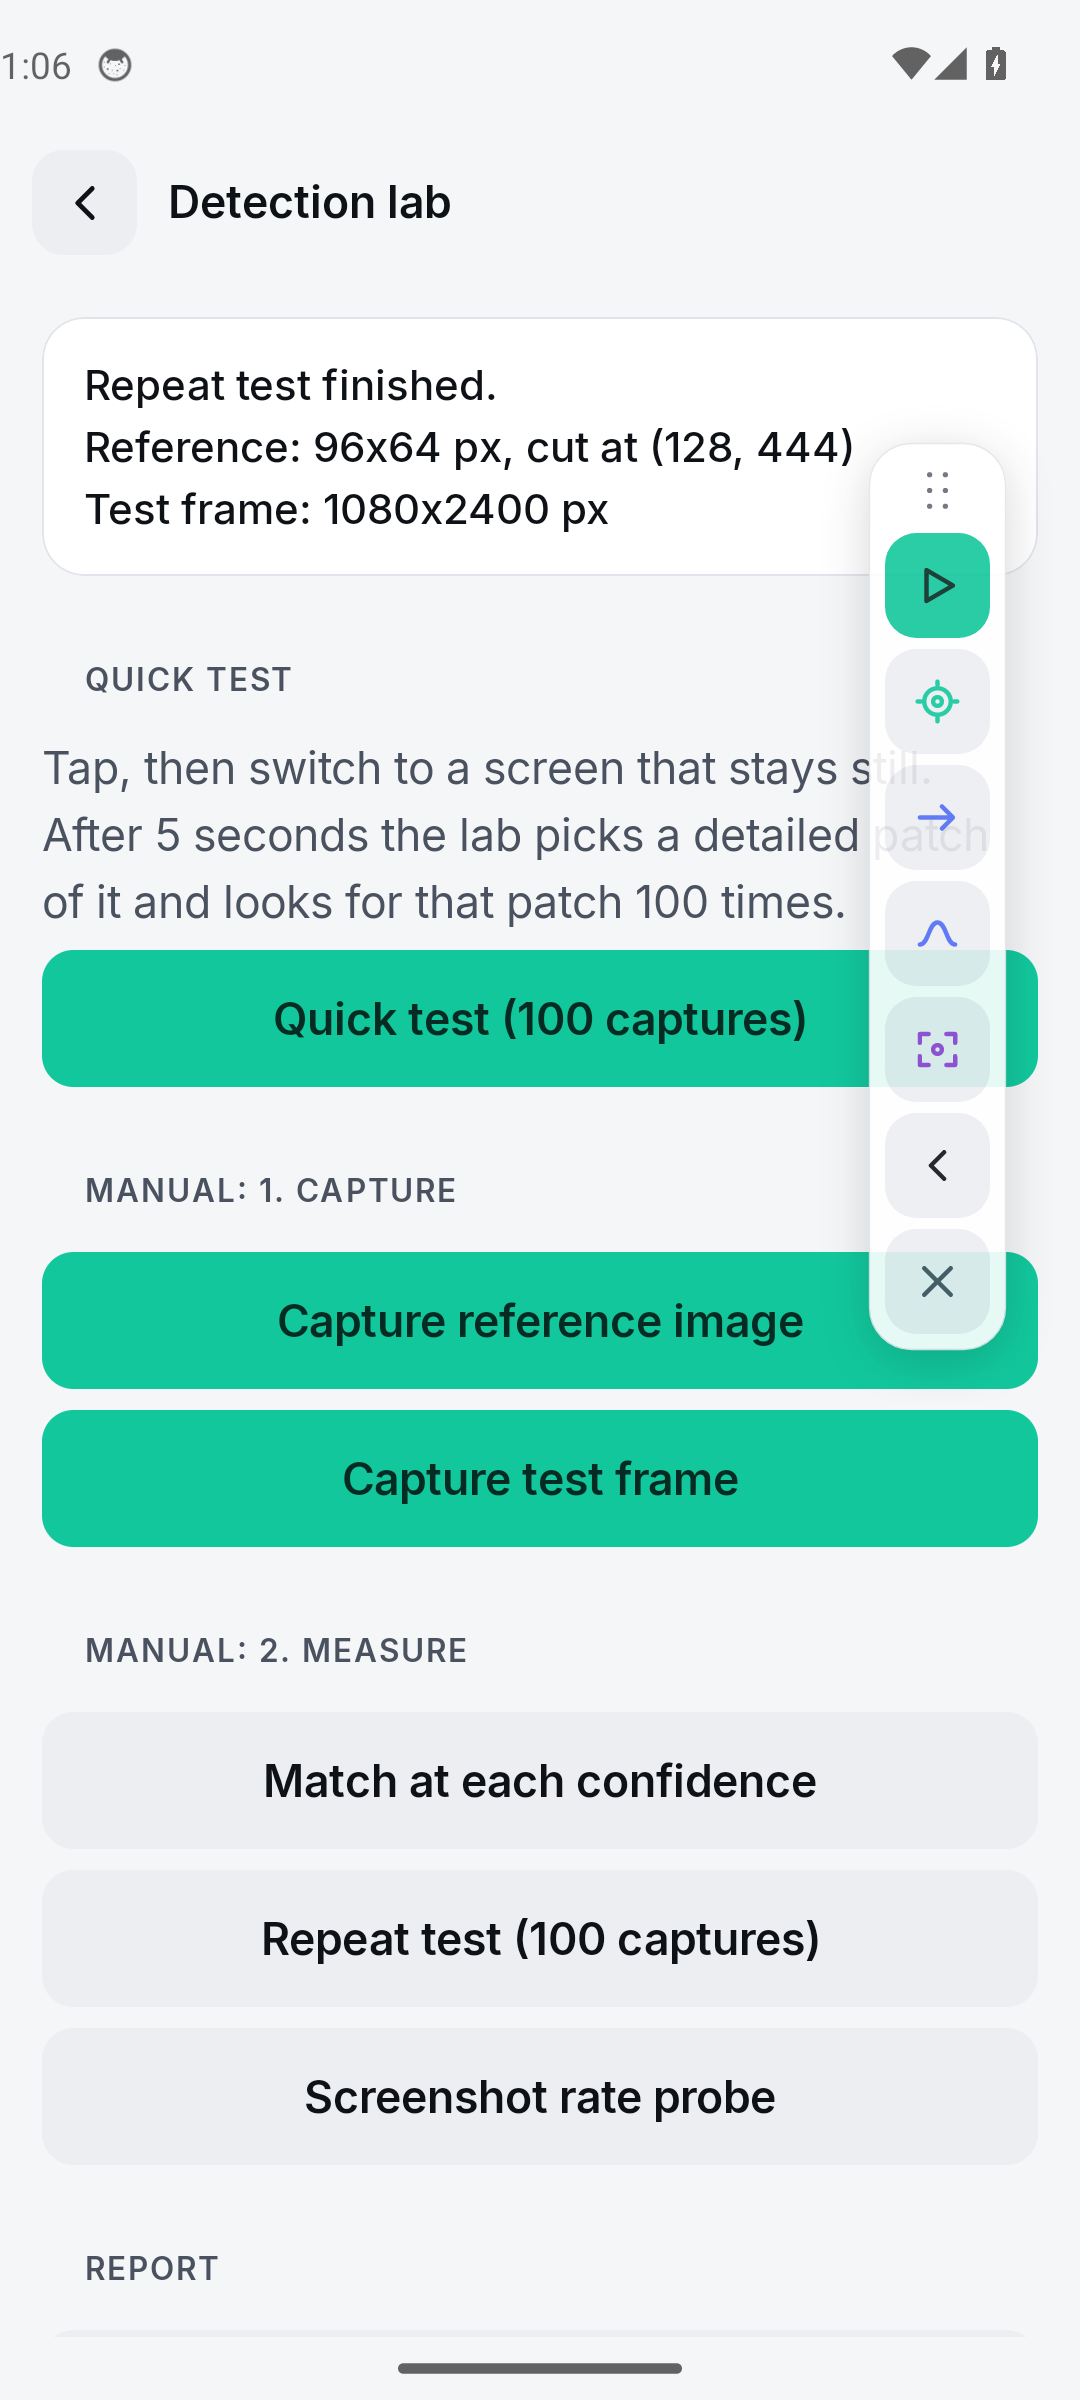 1:06
Detection lab
Repeat test finished.
Reference: 96x64 px, cut at (128, 444)
Test frame: 1080x2400 px
QUICK TEST
Tap, then switch to a screen that stays still.
After 5 seconds the lab picks a detailed patch
of it and looks for that patch 100 times.
Quick test (100 captures)
MANUAL: 1. CAPTURE
Capture reference image
Capture test frame
MANUAL: 2. MEASURE
Match at each confidence
Repeat test (100 captures)
Screenshot rate probe
REPORT